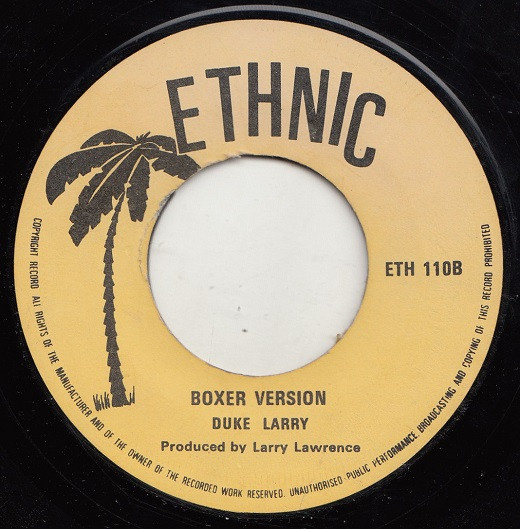 ETHNIC
ETH 110B
BOXER VERSION
DUKE LARRY
Produced by Larry Lawrence
COPYRIGHT RECORD. All RIGHTS OF THE MANUFACTURER AND OF THE OWNER OF THE RECORDED WORK RESERVED. UNAUTHORISED PUBLIC PERFORMANCE BROADCASTING AND COPYING OF THIS RECORD PROHIBITED